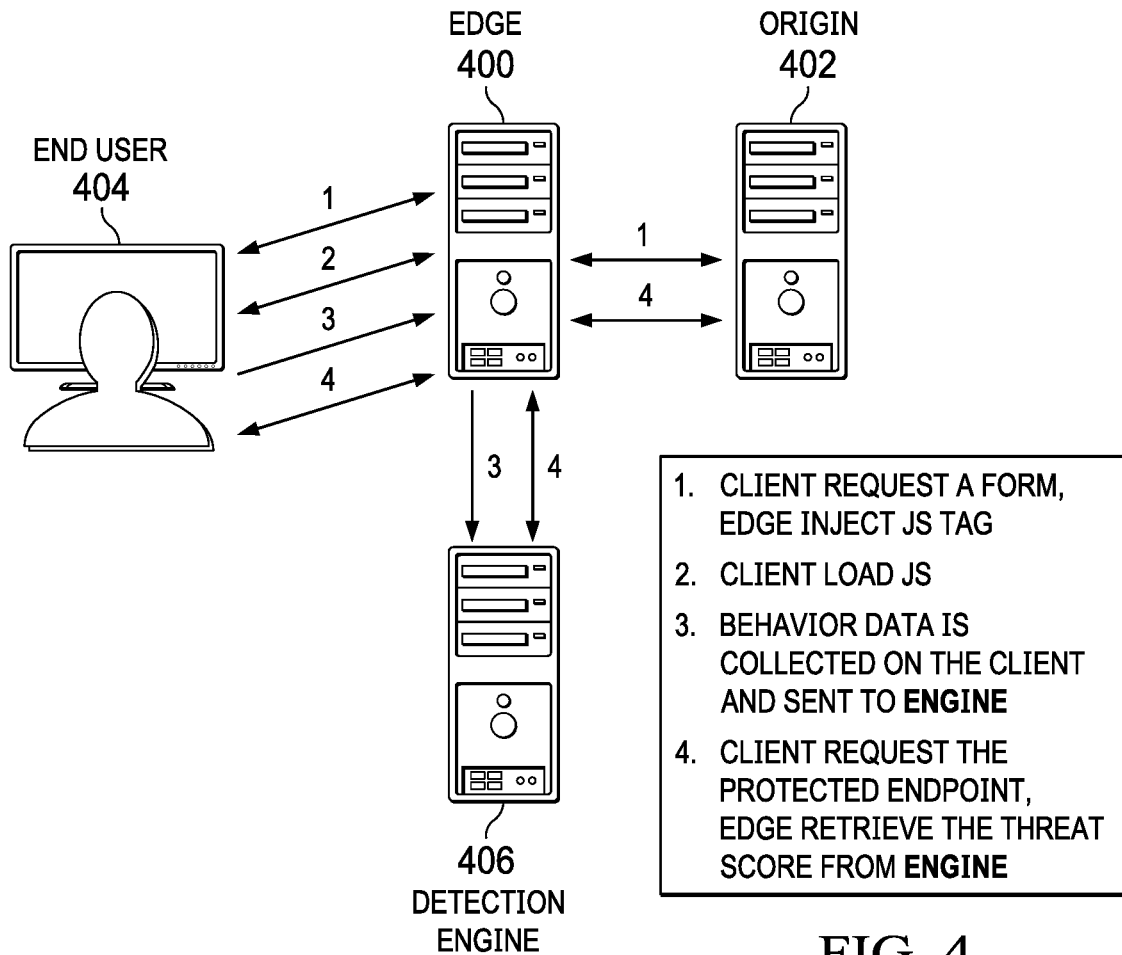 EDGE
400
ORIGIN
402
END USER
404
1
2
3
4
1
4
3
4
406
DETECTION
ENGINE
1. CLIENT REQUEST A FORM,
EDGE INJECT JS TAG
2. CLIENT LOAD JS
3. BEHAVIOR DATA IS
COLLECTED ON THE CLIENT
AND SENT TO ENGINE
4. CLIENT REQUEST THE
PROTECTED ENDPOINT,
EDGE RETRIEVE THE THREAT
SCORE FROM ENGINE
FIG. 4